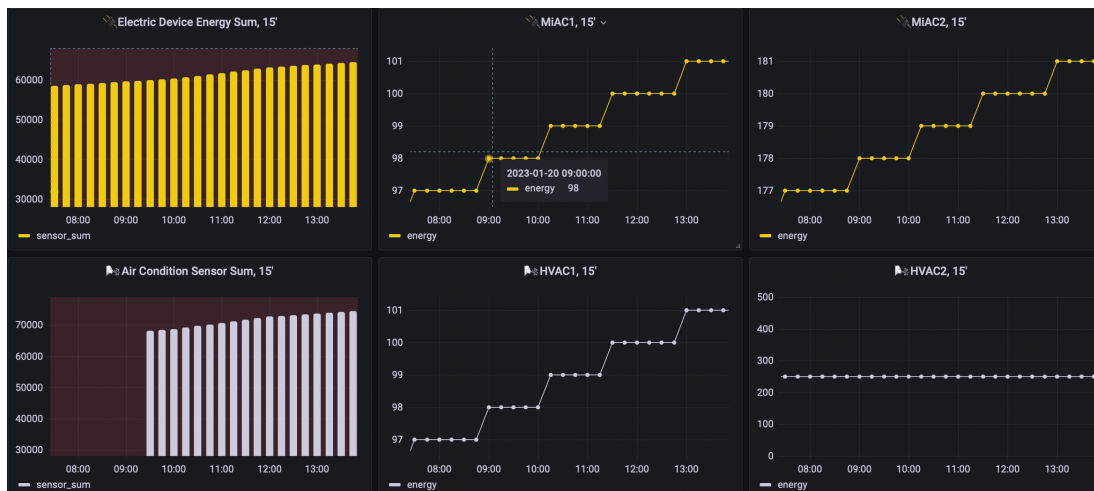 Electric Device Energy Sum, 15'
60000
50000
40000
30000
08:00 09:00 10:00 11:00 12:00 13:00
sensor_sum
MiAC1, 15'
101
100
99
98
97
2023-01-20 09:00:00
energy 98
08:00 09:00 10:00 11:00 12:00 13:00
energy
MiAC2, 15'
181
180
179
178
177
08:00 09:00 10:00 11:00 12:00 13:00
energy
Air Condition Sensor Sum, 15'
70000
60000
50000
40000
30000
08:00 09:00 10:00 11:00 12:00 13:00
sensor_sum
HVAC1, 15'
101
100
99
98
97
08:00 09:00 10:00 11:00 12:00 13:00
energy
HVAC2, 15'
500
400
300
200
100
0
08:00 09:00 10:00 11:00 12:00 13:00
energy